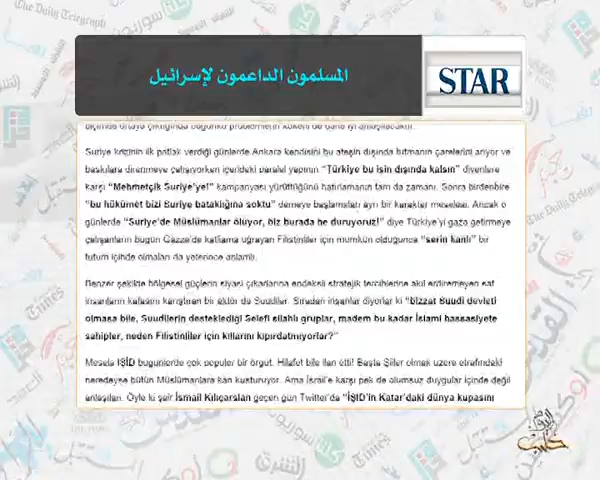 المسلمون الداعمون لإسرائيل
STAR
Suriye krizinin ilk patlak verdiği günlerde Ankara kendisini bu ateşin dışında tutmanın çarelerini arıyor ve
baskılara direnmeye çalışıyorken içerideki paralel yapının “Türkiye bu işin dışında kalsın” diyenlere
karşı “Mehmetçik Suriye’ye!” kampanyası yürüttüğünü hatırlamanın tam da zamanı. Sonra birdenbire
“bu hükümet bizi Suriye bataklığına soktu” demeye başlamaları ayrı bir karakter meselesi. Ancak o
günlerde “Suriye’de Müslümanlar ölüyor, biz burada ne duruyoruz!” diye Türkiye’yi gaza getirmeye
çalışanların bugün Gazze’de katliama uğrayan Filistinliler için mümkün olduğunca “serin kanlı” bir
tutum içinde olmaları da yeterince anlamlı.
Benzer şekilde bölgesel güçlerin siyasi çıkarlarına endeksli stratejik tercihlerine akıl erdiremeyen saf
insanların kafasını karıştıran bir aktör de Suudiler. Sıradan insanlar diyorlar ki “bizzat Suudi devleti
olmasa bile, Suudilerin desteklediği Selefi silahlı gruplar, madem bu kadar İslami hassasiyete
sahipler, neden Filistinliler için kıllarını kıpırdatmıyorlar?”
Mesela IŞİD bugünlerde çok popüler bir örgüt. Hilafet bile ilan etti! Başta Şiiler olmak üzere etrafındaki
neredeyse bütün Müslümanlara kan kusturuyor. Ama İsrail’e karşı pek de olumsuz duygular içinde değil
anlaşılan. Öyle ki şair İsmail Kılıçarslan geçen gün Twitter’da “IŞİD’in Katar’daki dünya kupasını
The Daily Telegraph